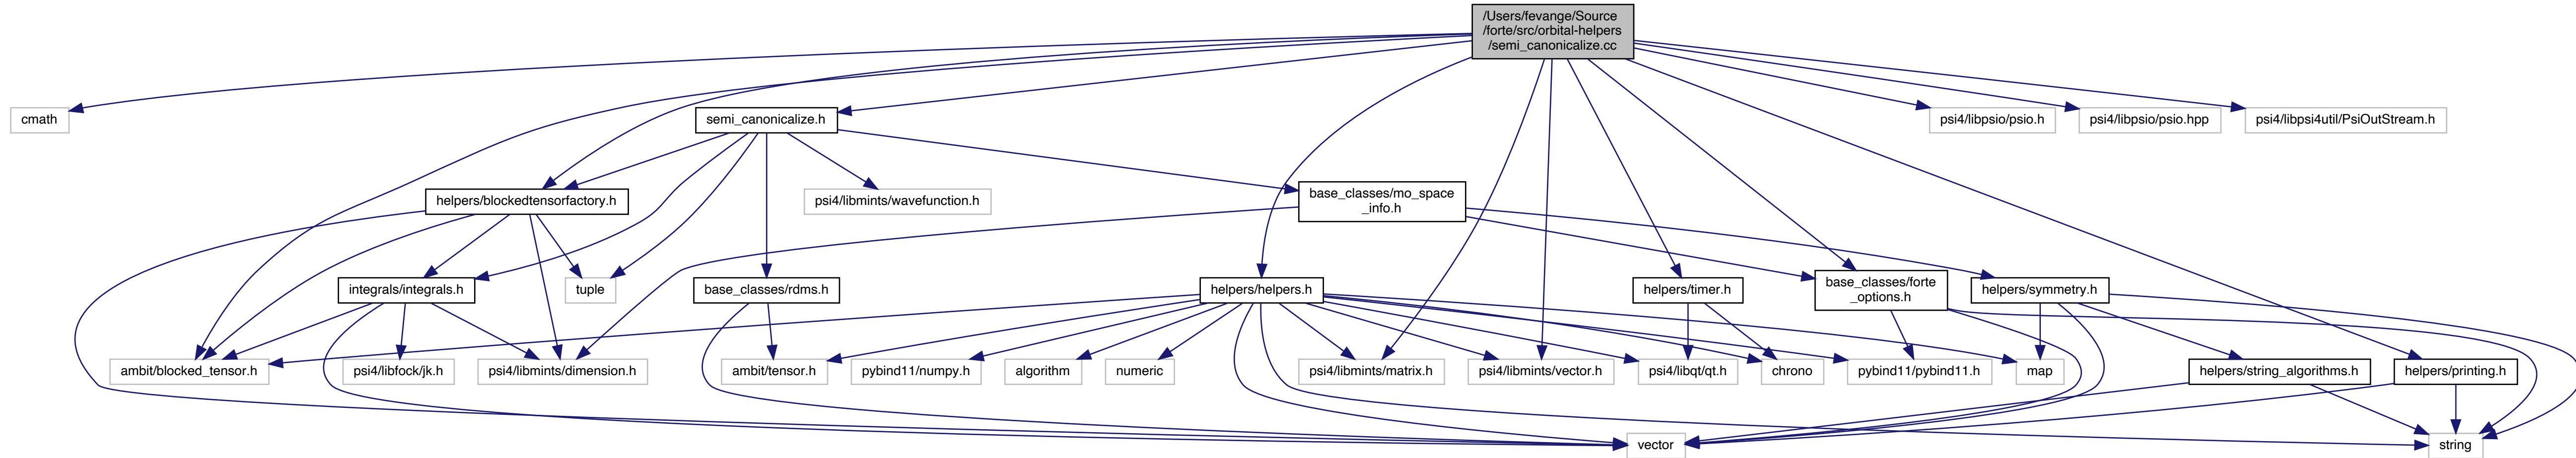 /Users/fevange/Source
/forte/src/orbital-helpers
/semi_canonicalize.cc
cmath
semi_canonicalize.h
psi4/libpsio/psio.h
psi4/libpsio/psio.hpp
psi4/libpsi4util/PsiOutStream.h
helpers/blockedtensorfactory.h
psi4/libmints/wavefunction.h
base_classes/mo_space
_info.h
integrals/integrals.h
tuple
base_classes/rdms.h
helpers/helpers.h
helpers/timer.h
base_classes/forte
_options.h
helpers/symmetry.h
ambit/blocked_tensor.h
psi4/libfock/jk.h
psi4/libmints/dimension.h
ambit/tensor.h
pybind11/numpy.h
algorithm
numeric
psi4/libmints/matrix.h
psi4/libmints/vector.h
psi4/libqt/qt.h
chrono
pybind11/pybind11.h
map
helpers/string_algorithms.h
helpers/printing.h
vector
string